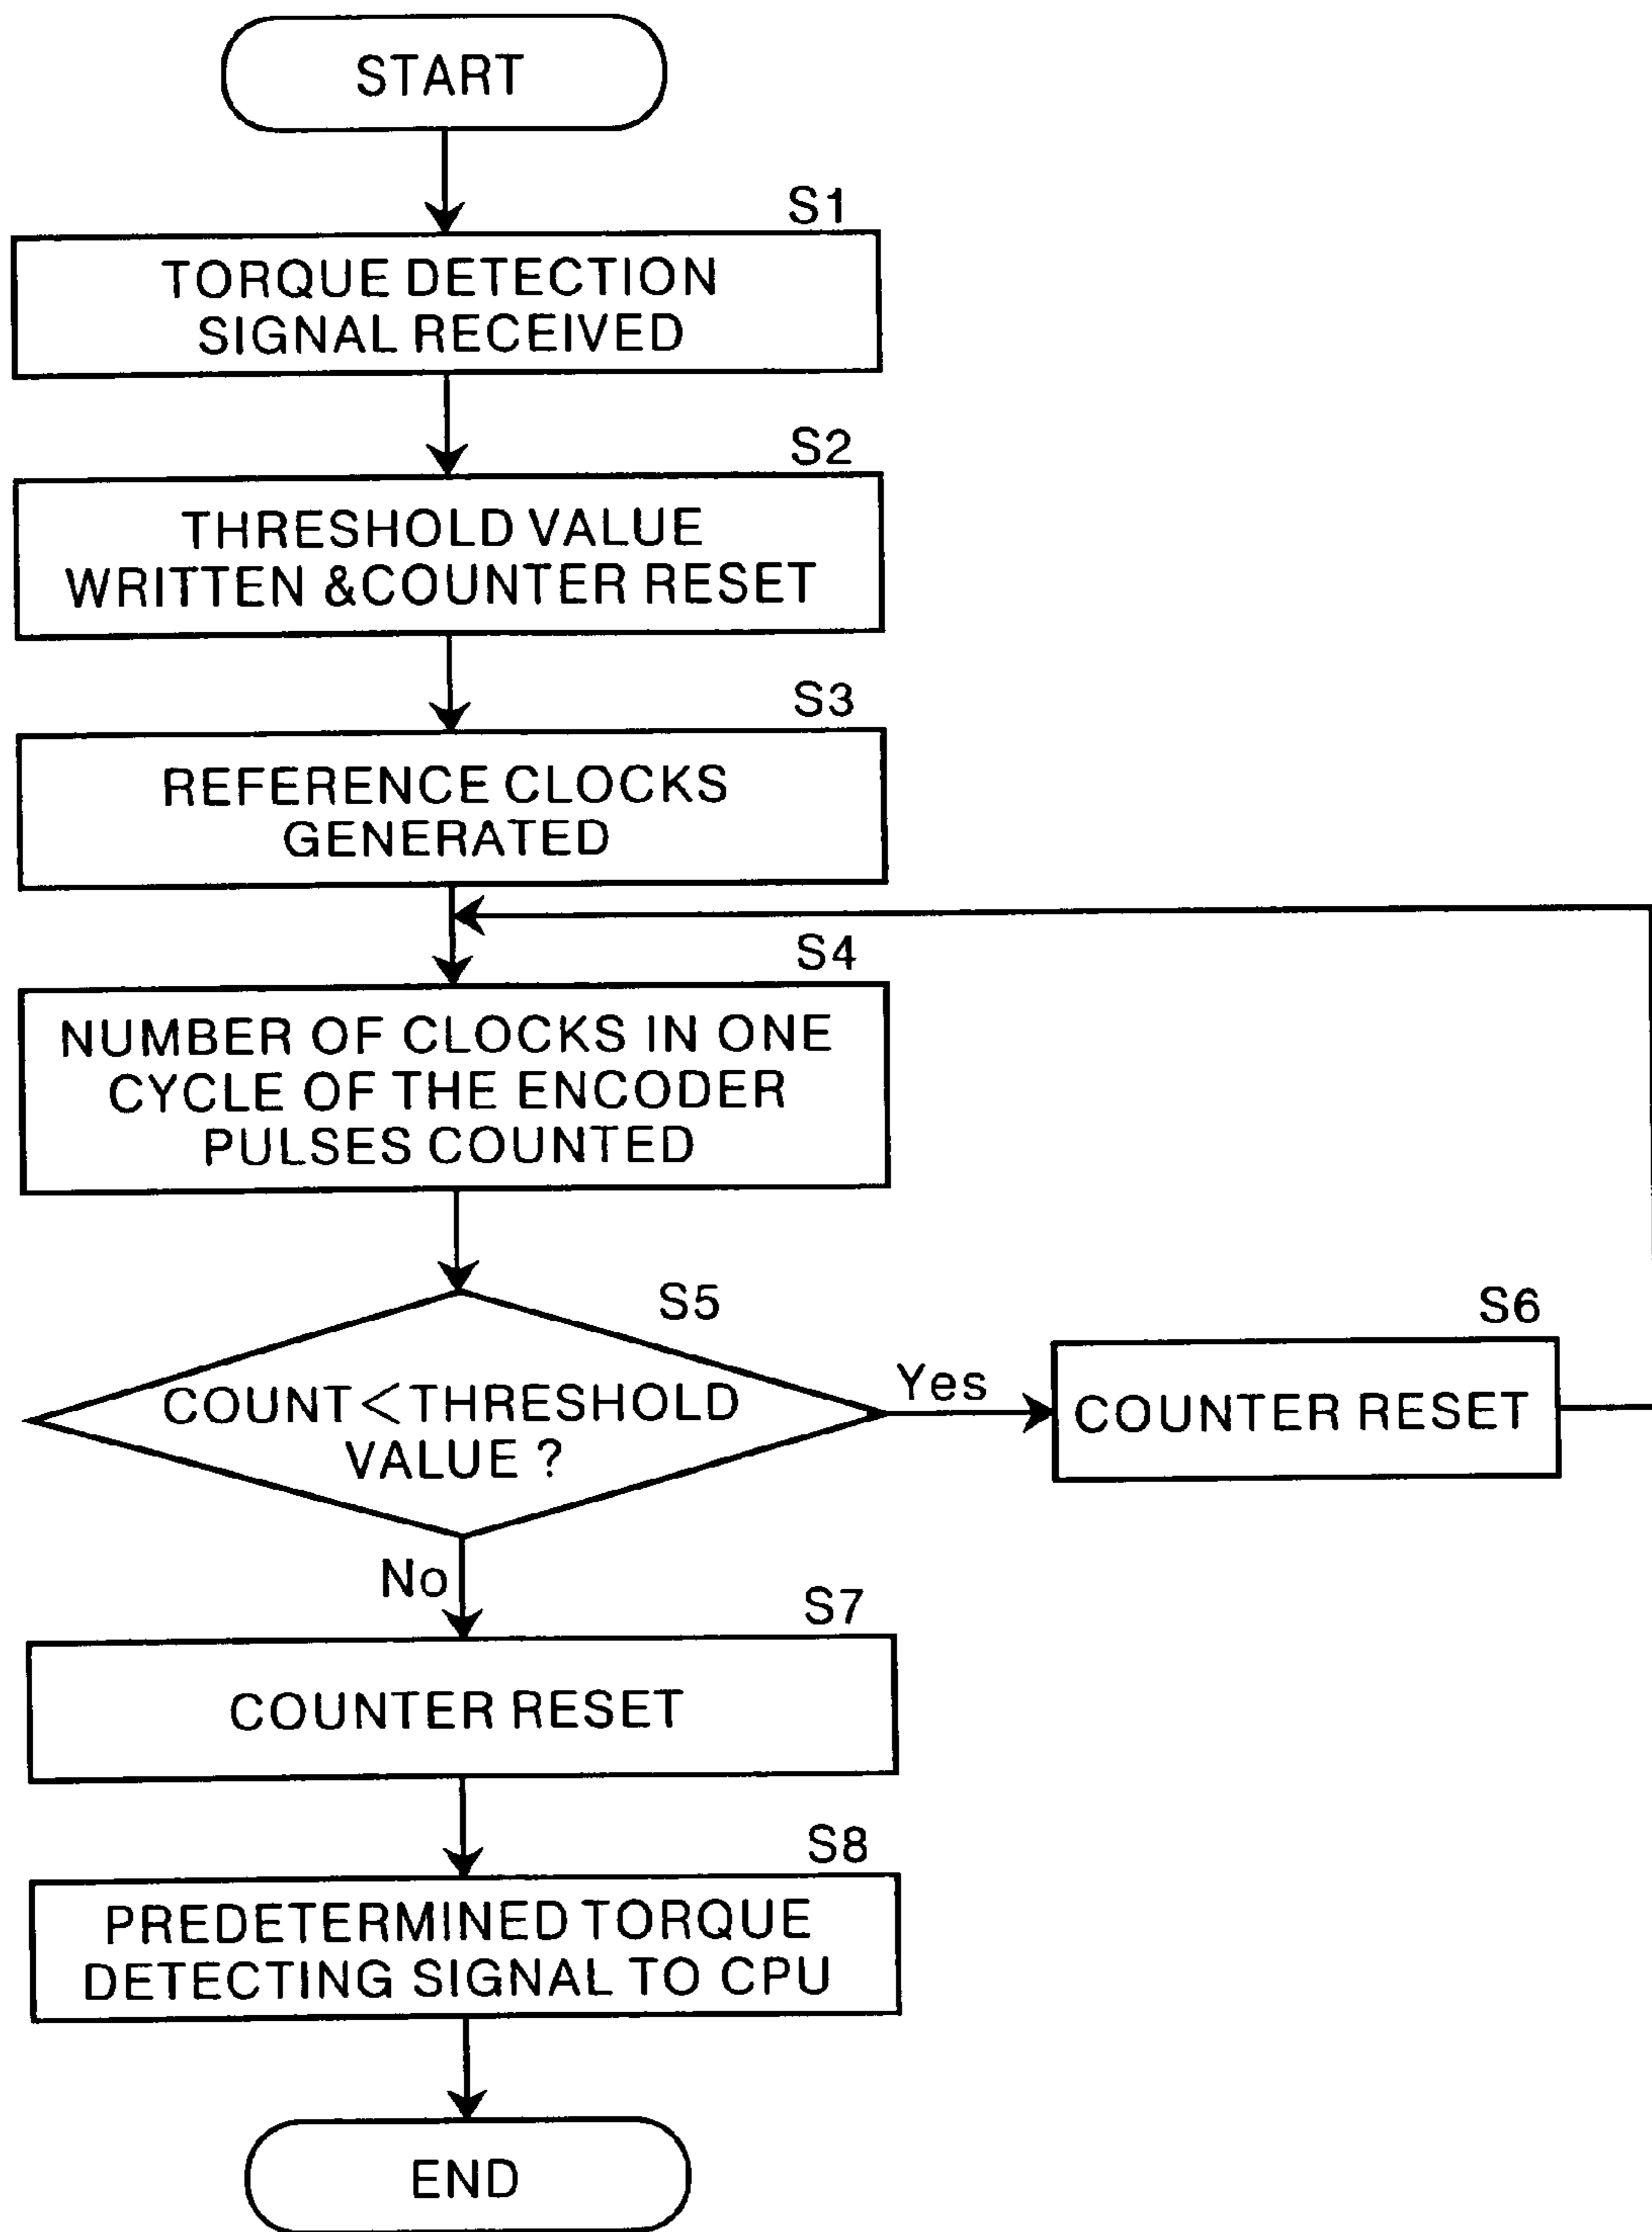 START
S1
TORQUE DETECTION
SIGNAL RECEIVED
S2
THRESHOLD VALUE
WRITTEN &COUNTER RESET
S3
REFERENCE CLOCKS
GENERATED
S4
NUMBER OF CLOCKS IN ONE
CYCLE OF THE ENCODER
PULSES COUNTED
S5
COUNT<THRESHOLD
VALUE ?
Yes
S6
COUNTER RESET
No
S7
COUNTER RESET
S8
PREDETERMINED TORQUE
DETECTING SIGNAL TO CPU
END